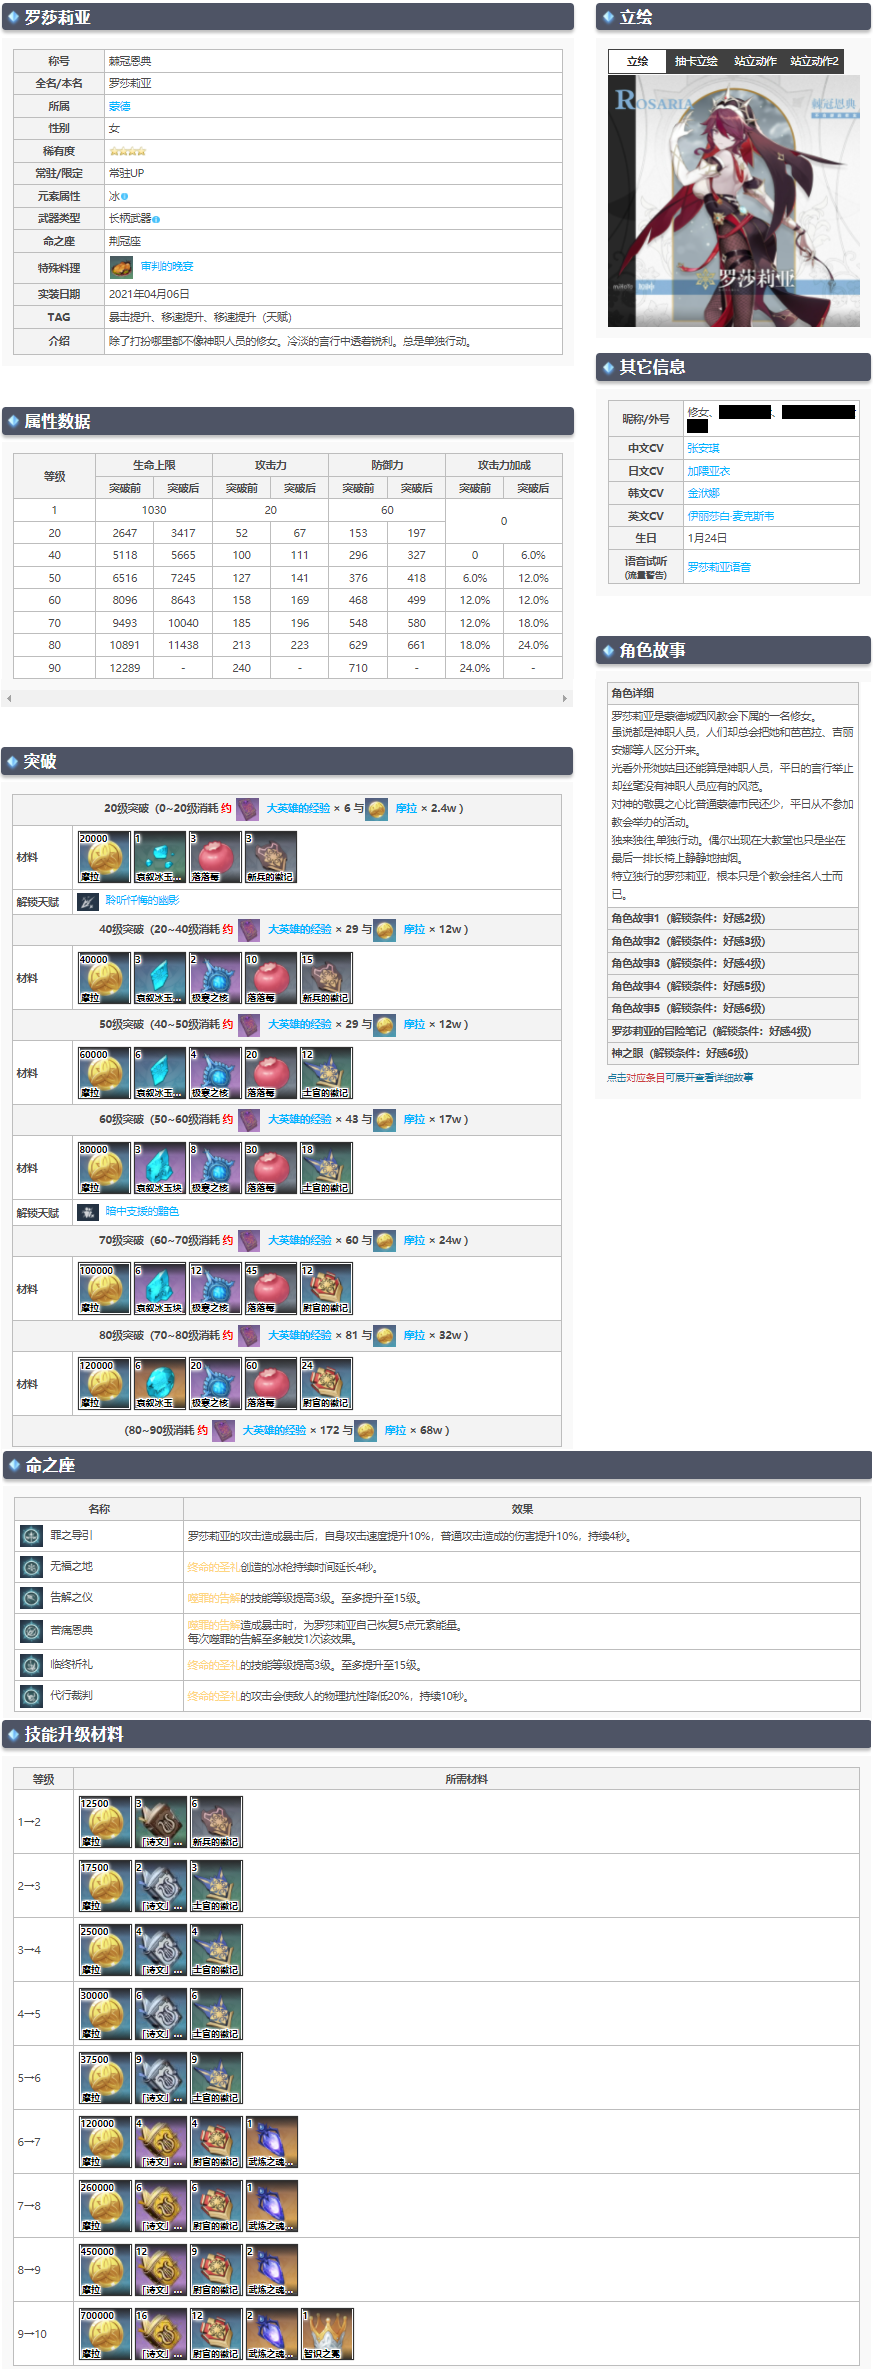 罗莎莉亚
称号 棘冠恩典
全名/本名 罗莎莉亚
所属 蒙德
性别 女
稀有度
常驻/限定 常驻UP
元素属性 冰
武器类型 长柄武器
命之座 荆冠座
特殊料理 审判的晚宴
实装日期 2021年04月06日
TAG 暴击提升、移速提升、移速提升（天赋）
介绍 除了打扮哪里都不像神职人员的修女。冷淡的言行中透着锐利。总是单独行动。
立绘
立绘 抽卡立绘 站立动作 站立动作2
ROSARIA
棘冠恩典
罗莎莉亚
其它信息
昵称/外号 修女、 、
中文CV 张安琪
日文CV 加隈亚衣
韩文CV 金洑娜
英文CV 伊丽莎白·麦克斯韦
生日 1月24日
语音试听
(流量警告)
罗莎莉亚语音
属性数据
等级 生命上限 攻击力 防御力 攻击力加成
突破前 突破后 突破前 突破后 突破前 突破后 突破前 突破后
1 1030 20 60 0
20 2647 3417 52 67 153 197
40 5118 5665 100 111 296 327 0 6.0%
50 6516 7245 127 141 376 418 6.0% 12.0%
60 8096 8643 158 169 468 499 12.0% 12.0%
70 9493 10040 185 196 548 580 12.0% 18.0%
80 10891 11438 213 223 629 661 18.0% 24.0%
90 12289 - 240 - 710 - 24.0% -
角色故事
角色详细
罗莎莉亚是蒙德城西风教会下属的一名修女。
虽说都是神职人员，人们却总会把她和芭芭拉、吉丽
安娜等人区分开来。
光看外形她姑且还能算是神职人员，平日的言行举止
却丝毫没有神职人员应有的风范。
对神的敬畏之心比普通蒙德市民还少，平日从不参加
教会举办的活动。
独来独往,单独行动。偶尔出现在大教堂也只是坐在
最后一排长椅上静静地抽烟。
特立独行的罗莎莉亚，根本只是个教会挂名人士而
已。
角色故事1（解锁条件：好感2级)
角色故事2（解锁条件：好感3级)
角色故事3（解锁条件：好感4级)
角色故事4（解锁条件：好感5级)
角色故事5（解锁条件：好感6级)
罗莎莉亚的冒险笔记（解锁条件：好感4级)
神之眼（解锁条件：好感6级)
点击对应条目可展开查看详细故事
突破
20级突破（0~20级消耗 约 大英雄的经验 × 6 与 摩拉 × 2.4w ）
材料 20000 1 3 3
摩拉 哀叙冰玉... 落落莓 新兵的徽记
解锁天赋 聆听忏悔的幽影
40级突破（20~40级消耗 约 大英雄的经验 × 29 与 摩拉 × 12w ）
材料 40000 3 2 10 15
摩拉 哀叙冰玉... 极寒之核 落落莓 新兵的徽记
50级突破（40~50级消耗 约 大英雄的经验 × 29 与 摩拉 × 12w ）
材料 60000 6 4 20 12
摩拉 哀叙冰玉... 极寒之核 落落莓 士官的徽记
60级突破（50~60级消耗 约 大英雄的经验 × 43 与 摩拉 × 17w ）
材料 80000 3 8 30 18
摩拉 哀叙冰玉块 极寒之核 落落莓 士官的徽记
解锁天赋 暗中支援的黯色
70级突破（60~70级消耗 约 大英雄的经验 × 60 与 摩拉 × 24w ）
材料 100000 6 12 45 12
摩拉 哀叙冰玉块 极寒之核 落落莓 尉官的徽记
80级突破（70~80级消耗 约 大英雄的经验 × 81 与 摩拉 × 32w ）
材料 120000 6 20 60 24
摩拉 哀叙冰玉 极寒之核 落落莓 尉官的徽记
（80~90级消耗 约 大英雄的经验 × 172 与 摩拉 × 68w ）
命之座
名称 效果
罪之导引 罗莎莉亚的攻击造成暴击后，自身攻击速度提升10%，普通攻击造成的伤害提升10%，持续4秒。
无福之地 终命的圣礼创造的冰枪持续时间延长4秒。
告解之仪 噬罪的告解的技能等级提高3级。至多提升至15级。
苦痛恩典 噬罪的告解造成暴击时，为罗莎莉亚自己恢复5点元素能量。
每次噬罪的告解至多触发1次该效果。
临终祈礼 终命的圣礼的技能等级提高3级。至多提升至15级。
代行裁判 终命的圣礼的攻击会使敌人的物理抗性降低20%，持续10秒。
技能升级材料
等级 所需材料
1→2 12500 3 6
摩拉 「诗文」... 新兵的徽记
2→3 17500 2 3
摩拉 「诗文」... 士官的徽记
3→4 25000 4 4
摩拉 「诗文」... 士官的徽记
4→5 30000 6 6
摩拉 「诗文」... 士官的徽记
5→6 37500 9 9
摩拉 「诗文」... 士官的徽记
6→7 120000 4 4 1
摩拉 「诗文」... 尉官的徽记 武炼之魂...
7→8 260000 6 6 1
摩拉 「诗文」... 尉官的徽记 武炼之魂...
8→9 450000 12 9 2
摩拉 「诗文」... 尉官的徽记 武炼之魂...
9→10 700000 16 12 2 1
摩拉 「诗文」... 尉官的徽记 武炼之魂... 智识之冕